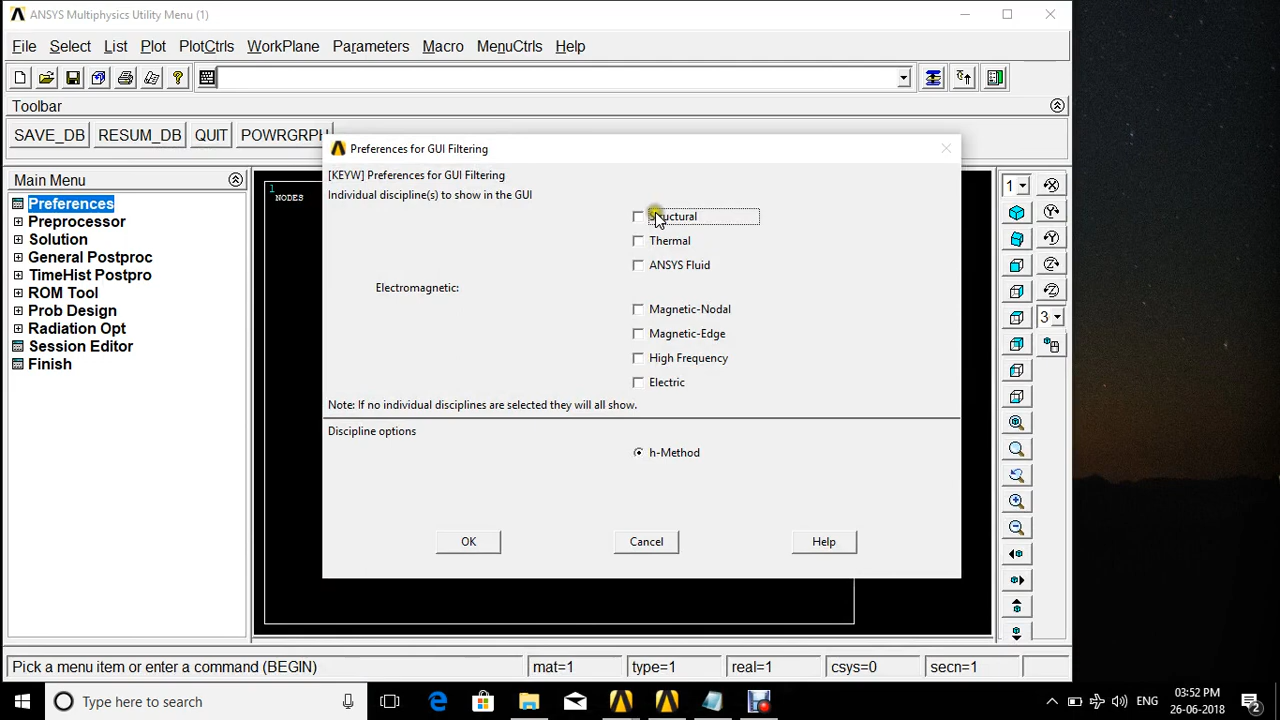 ANSYS Multiphysics Utility Menu (1)
File Select List Plot PlotCtrls WorkPlane Parameters Macro MenuCtrls Help
Toolbar
SAVE_DB RESUM_DB QUIT POWRGRPH
Main Menu
Preferences
Preprocessor
Solution
General Postproc
TimeHist Postpro
ROM Tool
Prob Design
Radiation Opt
Session Editor
Finish
1
NODES
Preferences for GUI Filtering
[KEYW] Preferences for GUI Filtering
Individual discipline(s) to show in the GUI
Structural
Thermal
ANSYS Fluid
Electromagnetic:
Magnetic-Nodal
Magnetic-Edge
High Frequency
Electric
Note: If no individual disciplines are selected they will all show.
Discipline options
h-Method
OK Cancel Help
1
3
Pick a menu item or enter a command (BEGIN) mat=1 type=1 real=1 csys=0 secn=1
Type here to search
ENG
03:52 PM
26-06-2018
2